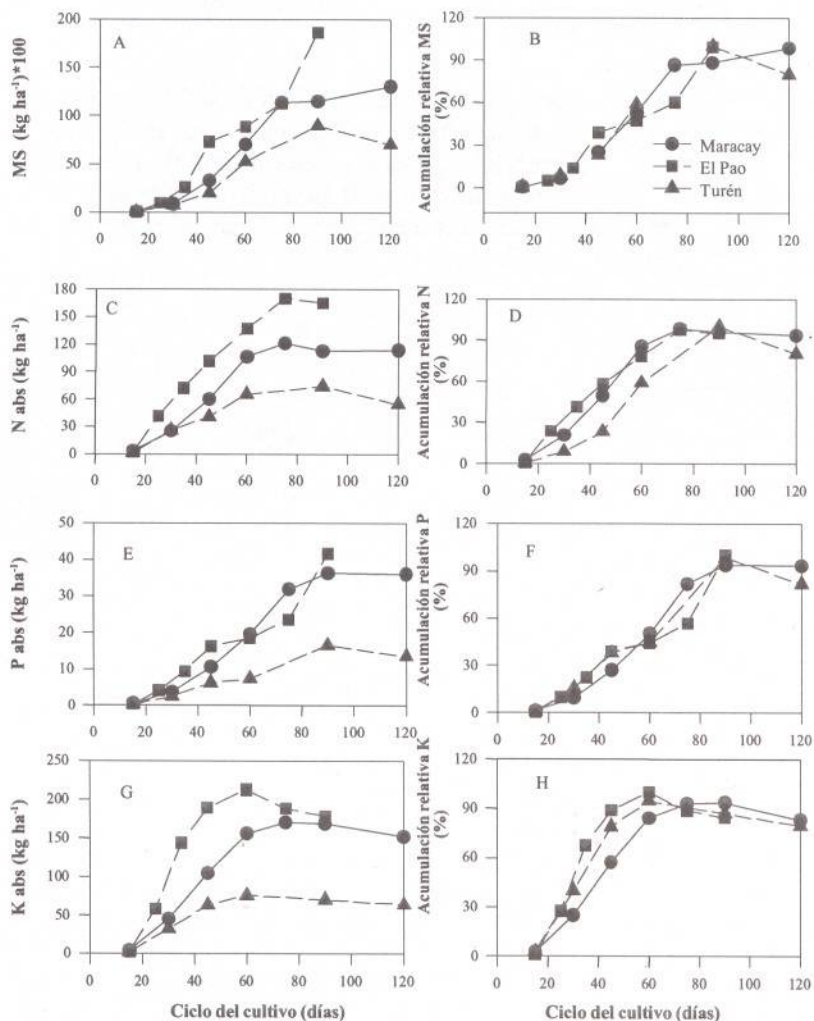 A
MS (kg ha⁻¹)*100
200
150
100
50
0
0 20 40 60 80 100 120
B
Acumulación relativa MS
(%)
120
90
60
30
0
0 20 40 60 80 100 120
Maracay
El Pao
Turén
C
N abs (kg ha⁻¹)
180
150
120
90
60
30
0
0 20 40 60 80 100 120
D
Acumulación relativa N
(%)
120
90
60
30
0
0 20 40 60 80 100 120
E
P abs (kg ha⁻¹)
50
40
30
20
10
0
0 20 40 60 80 100 120
F
Acumulación relativa P
(%)
120
90
60
30
0
0 20 40 60 80 100 120
G
K abs (kg ha⁻¹)
250
200
150
100
50
0
0 20 40 60 80 100 120
Ciclo del cultivo (días)
H
Acumulación relativa K
(%)
120
90
60
30
0
0 20 40 60 80 100 120
Ciclo del cultivo (días)